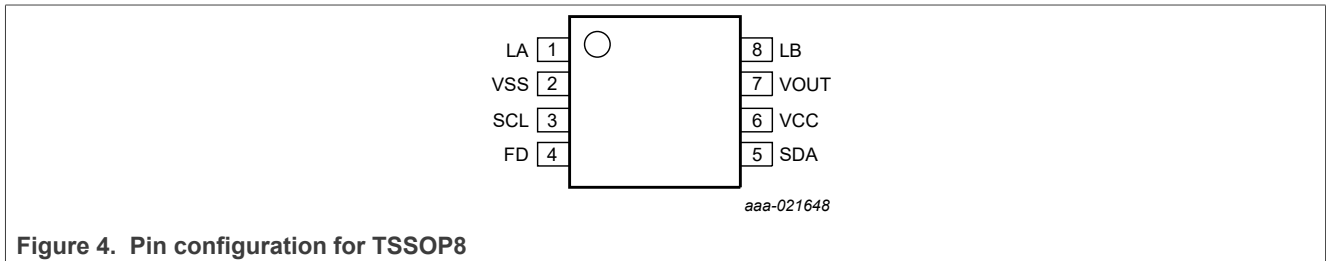 LA 1 8 LB
VSS 2 7 VOUT
SCL 3 6 VCC
FD 4 5 SDA
aaa-021648
Figure 4. Pin configuration for TSSOP8